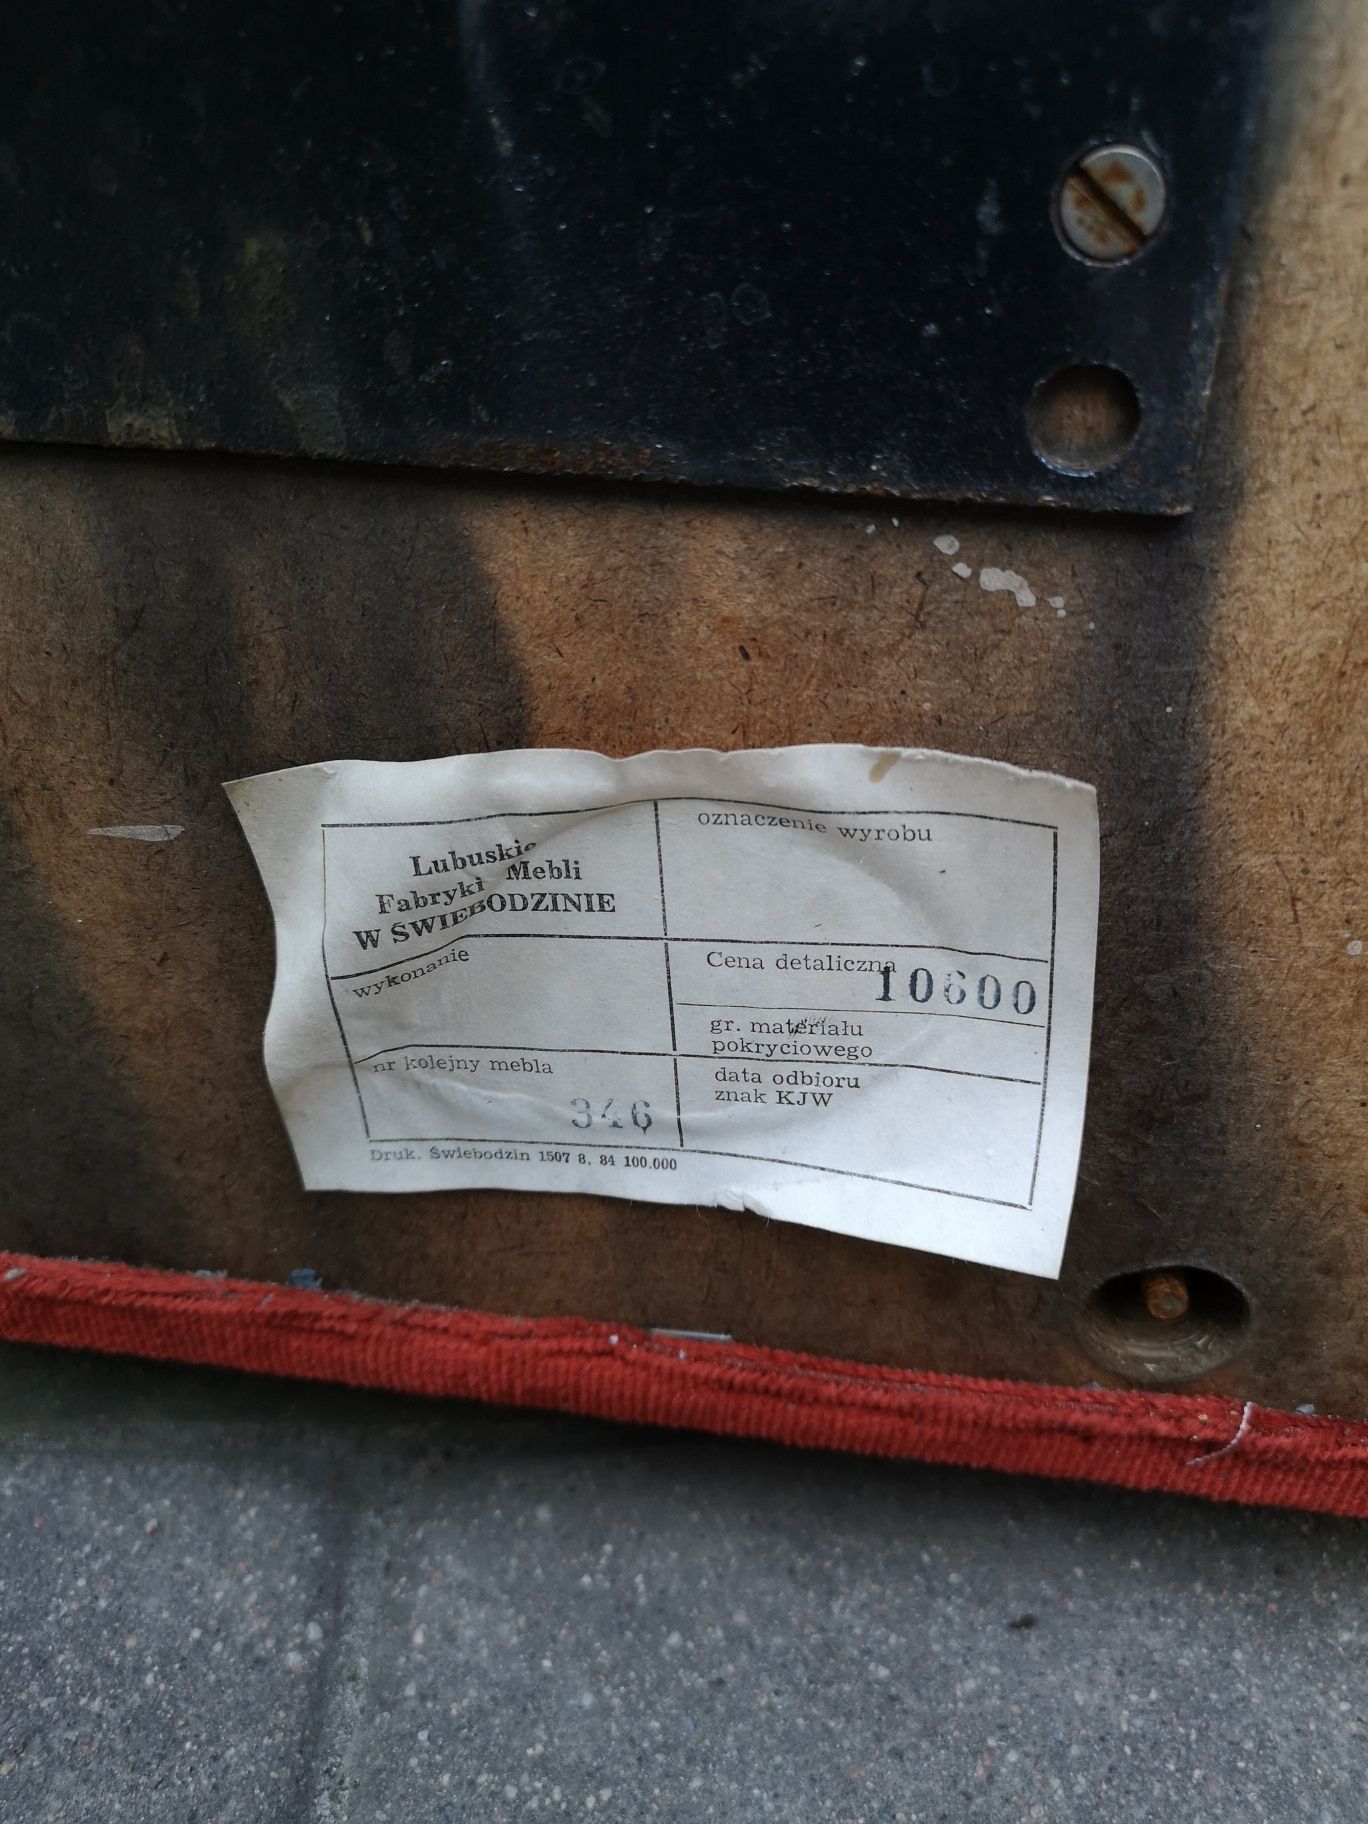 Lubuskie
Fabryki Mebli
W ŚWIEBODZINIE
oznaczenie wyrobu
wykonanie
Cena detaliczna
10600
gr. materiału
pokryciowego
nr kolejny mebla
346
data odbioru
znak KJW
Druk. Świebodzin 1507 8. 84 100.000